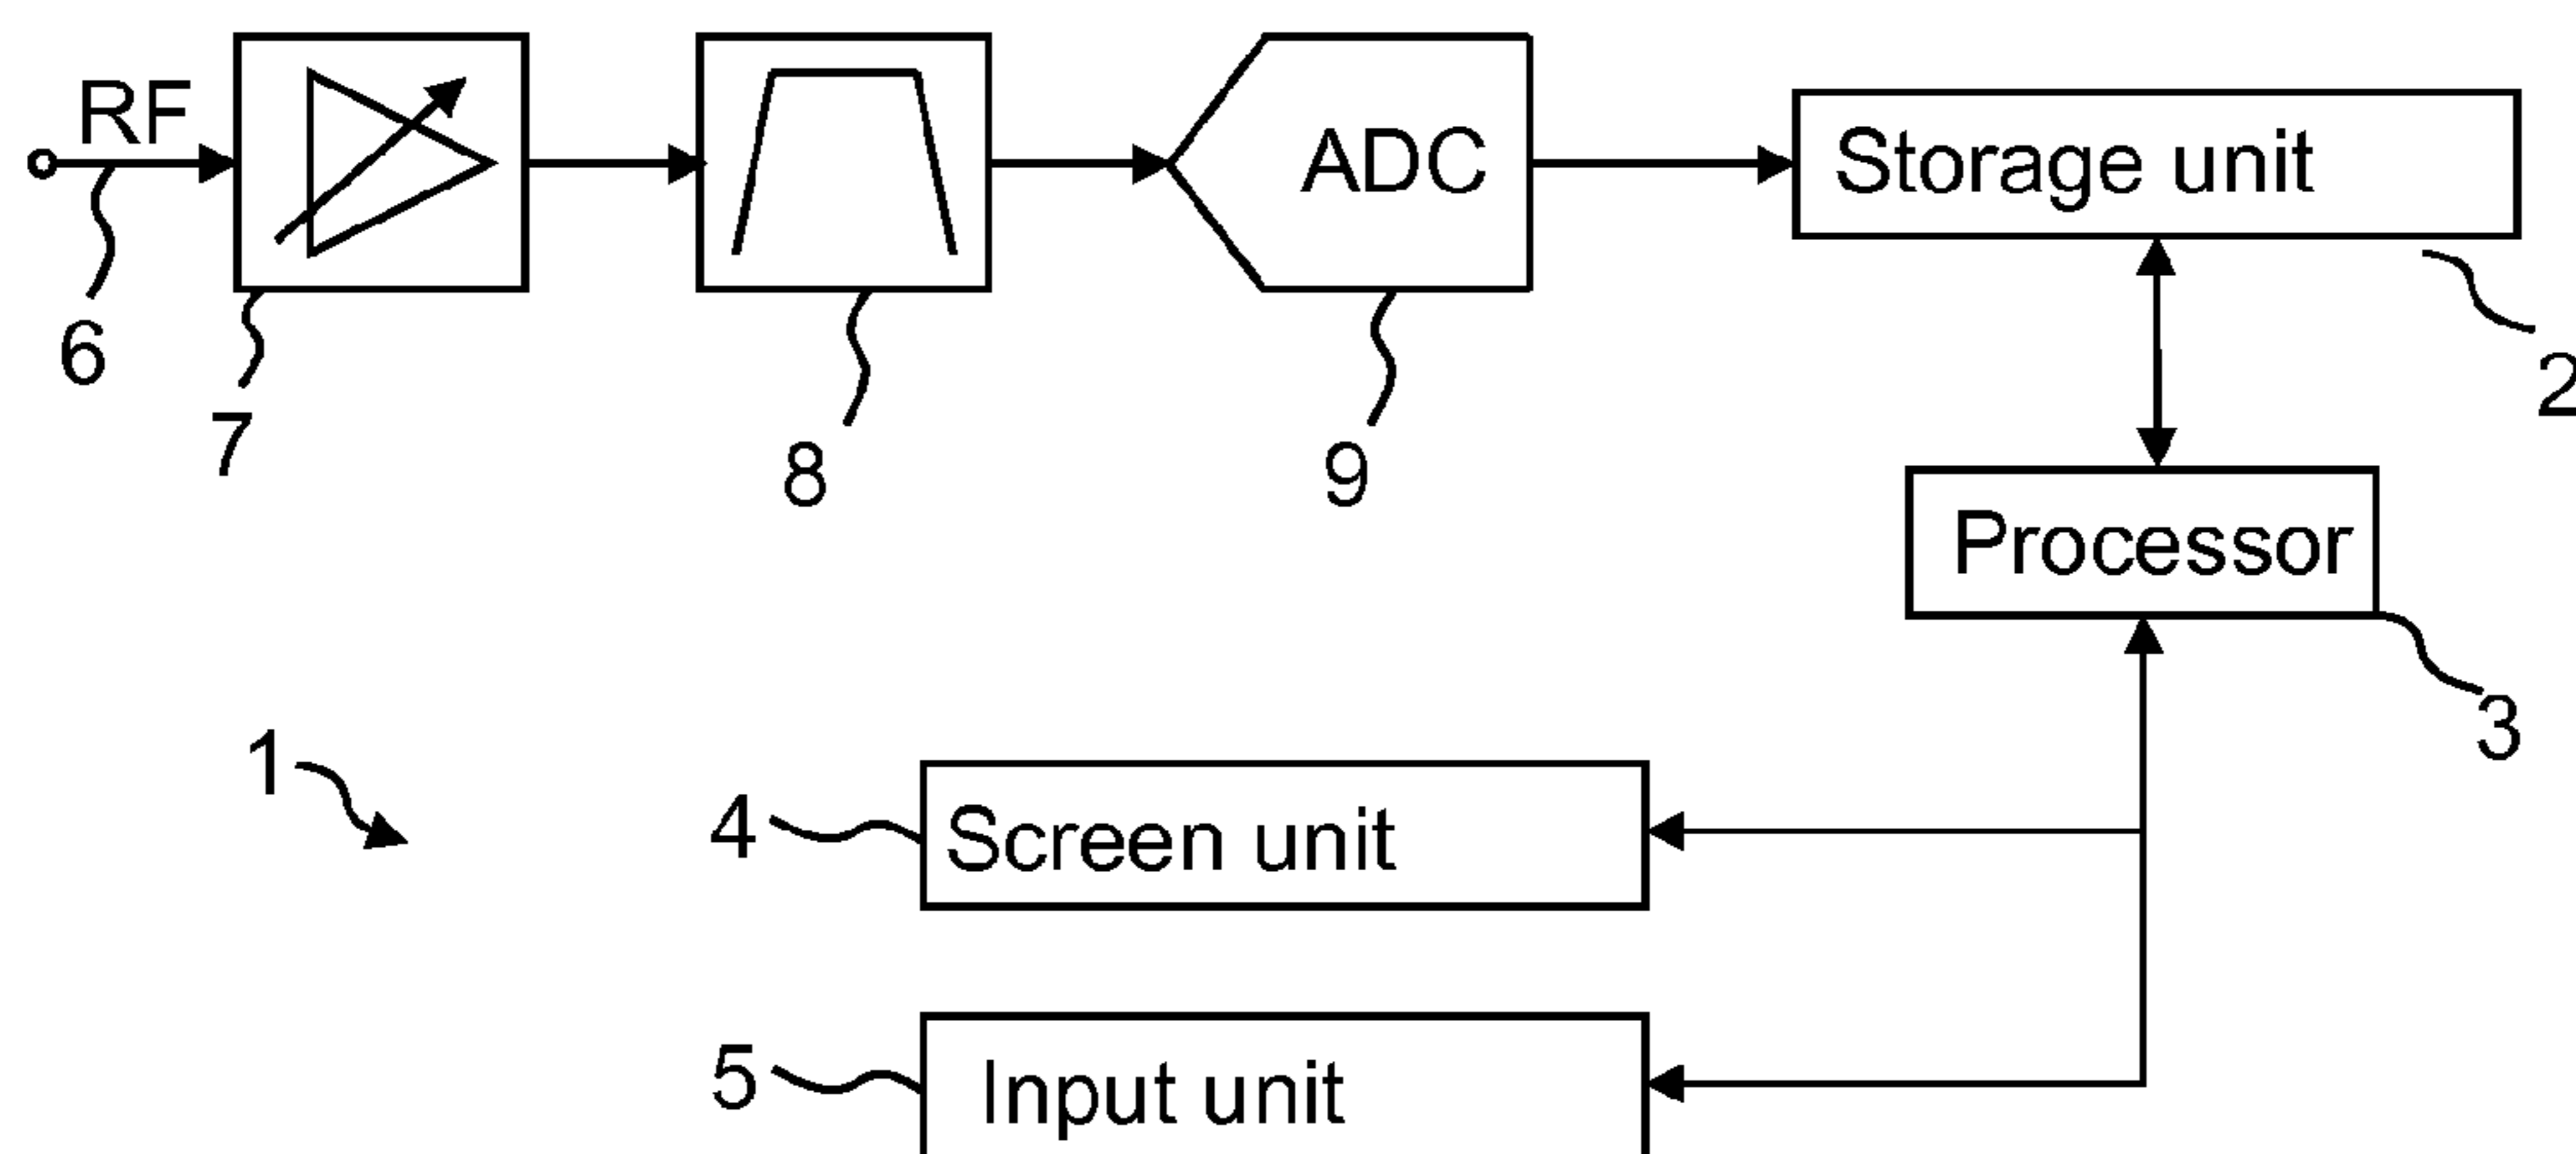 RF
ADC
Storage unit
6
7
8
9
2
Processor
3
1
4
Screen unit
5
Input unit